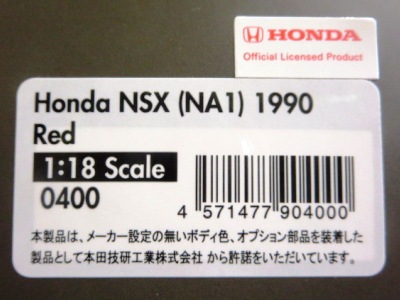 HONDA
Official Licensed Product
Honda NSX (NA1) 1990
Red
1:18 Scale
0400
4 571477 904000
本製品は、メーカー設定の無いボディ色、オプション部品を装着した
製品として本田技研工業株式会社 から許諾をいただいています。